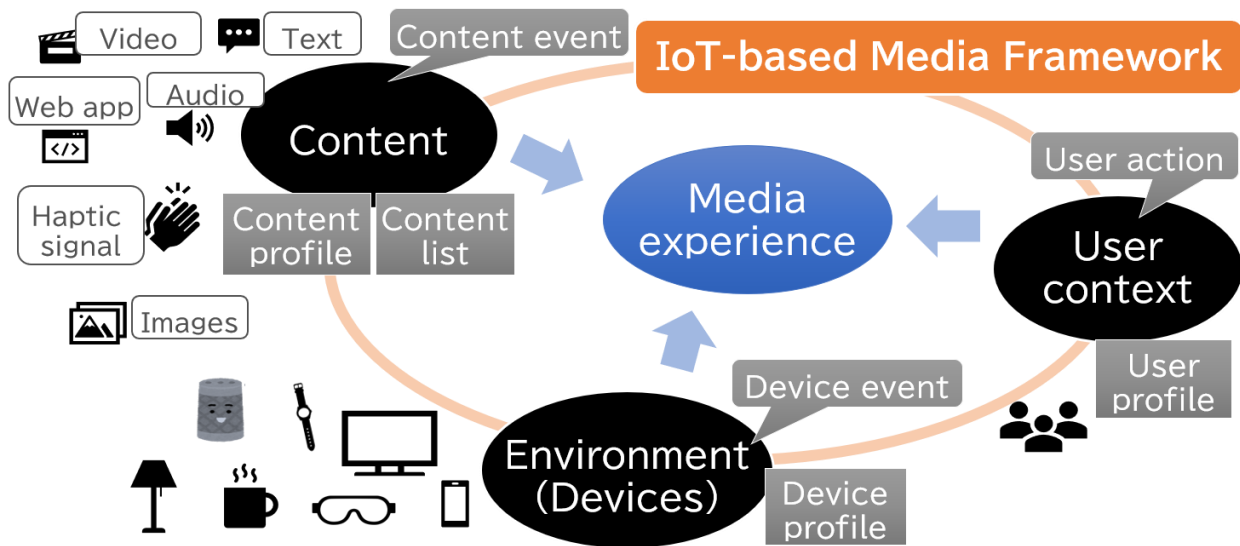 Video
Text
Content event
IoT-based Media Framework
Web app
Audio
</>
Content
User action
Haptic
signal
Content
profile
Content
list
Media
experience
User
context
Images
Device event
User
profile
Environment
(Devices)
Device
profile